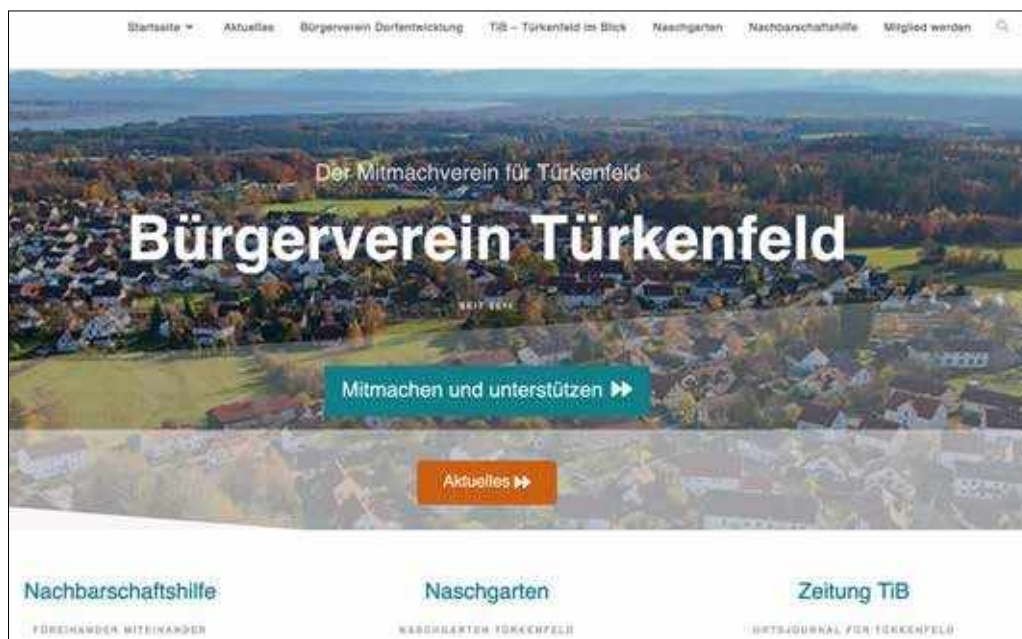 Startseite Aktuelles Bürgerverein Dorfentwicklung TiB – Türkenfeld im Blick Naschgarten Nachbarschaftshilfe Mitglied werden
Der Mitmachverein für Türkenfeld
Bürgerverein Türkenfeld
Mitmachen und unterstützen
Aktuelles
Nachbarschaftshilfe Naschgarten Zeitung TiB
FÜREINANDER MITEINANDER NASCHGARTEN TÜRKENFELD ORTSJOURNAL FÜR TÜRKENFELD